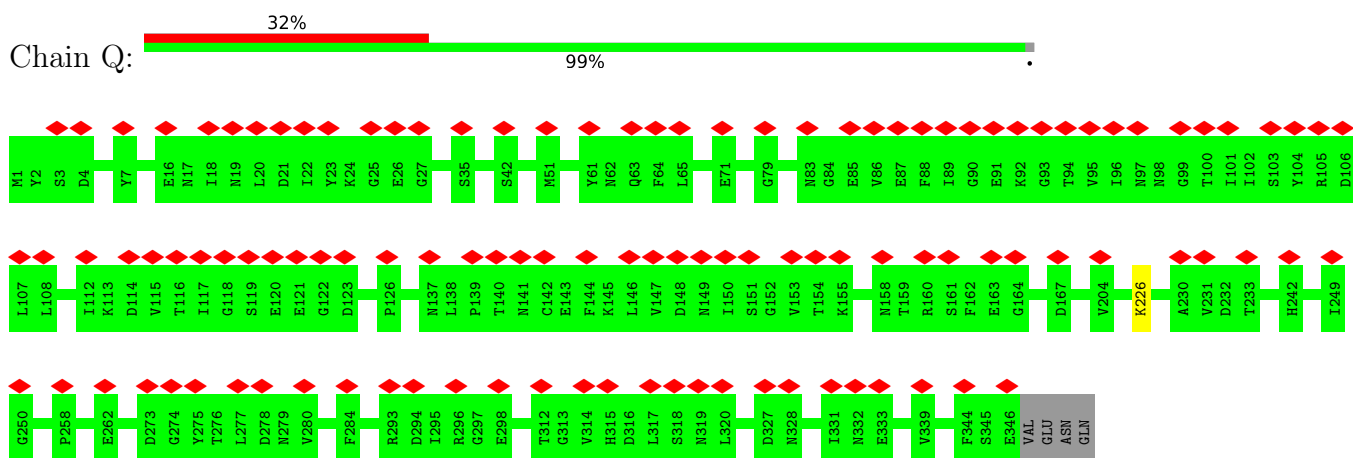 32%
Chain Q:
99%
•
M1 Y2 S3 D4 Y7 E16 N17 I18 N19 L20 D21 I22 Y23 K24 G25 E26 G27 S35 S42 M51 Y61 N62 Q63 F64 L65 E71 G79 N83 G84 E85 V86 E87 F88 I89 G90 E91 K92 G93 T94 V95 I96 N97 N98 G99 T100 I101 I102 S103 Y104 R105 D106
L107 L108 I112 K113 D114 V115 T116 I117 G118 S119 E120 E121 G122 D123 P126 N137 L138 P139 T140 N141 C142 E143 F144 K145 L146 V147 D148 N149 I150 S151 G152 V153 T154 K155 N158 T159 R160 S161 F162 E163 G164 D167 V204 K226 A230 V231 D232 T233 H242 I249
G250 P258 E262 D273 G274 Y275 T276 L277 D278 N279 V280 F284 R293 D294 I295 R296 G297 E298 T312 G313 V314 H315 D316 L317 S318 N319 L320 D327 N328 I331 N332 E333 V339 F344 S345 E346 VAL GLU ASN GLN